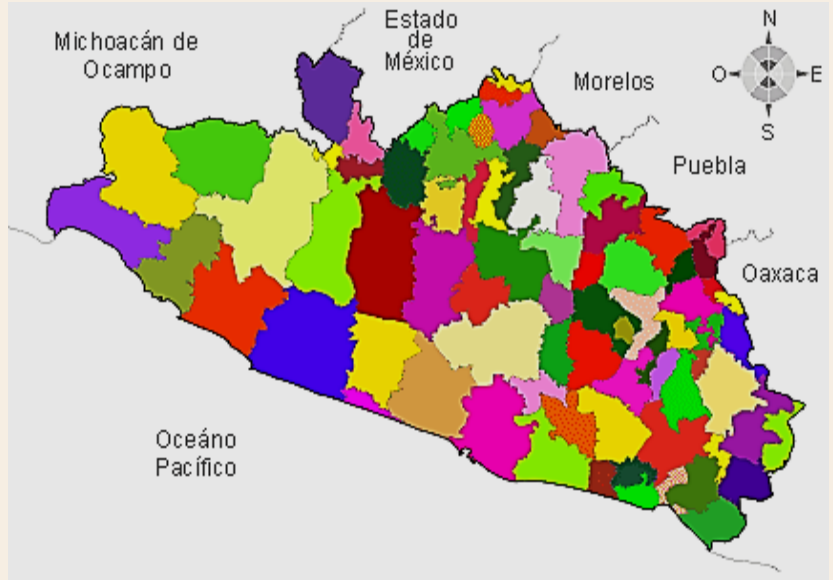 Michoacán de
Ocampo
Estado
de
México
Morelos
Puebla
Oaxaca
Oceáno
Pacífico
N
O
E
S